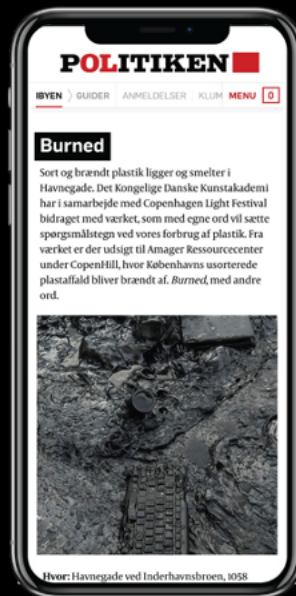 POLITIKEN
IBYEN GUIDER ANMELDELSER KLUM MENU 0
Burned
Sort og brændt plastik ligger og smelter i
Havnegade. Det Kongelige Danske Kunstakademi
har i samarbejde med Copenhagen Light Festival
bidraget med værket, som med egne ord vil sætte
spørgsmålstegn ved vores forbrug af plastik. Fra
værket er der udsigt til Amager Ressourcecenter
under CopenHill, hvor Københavns usorterede
plastaffald bliver brændt af. Burned, med andre
ord.
Hvor: Havnegade ved Inderhavnsbroen, 1058